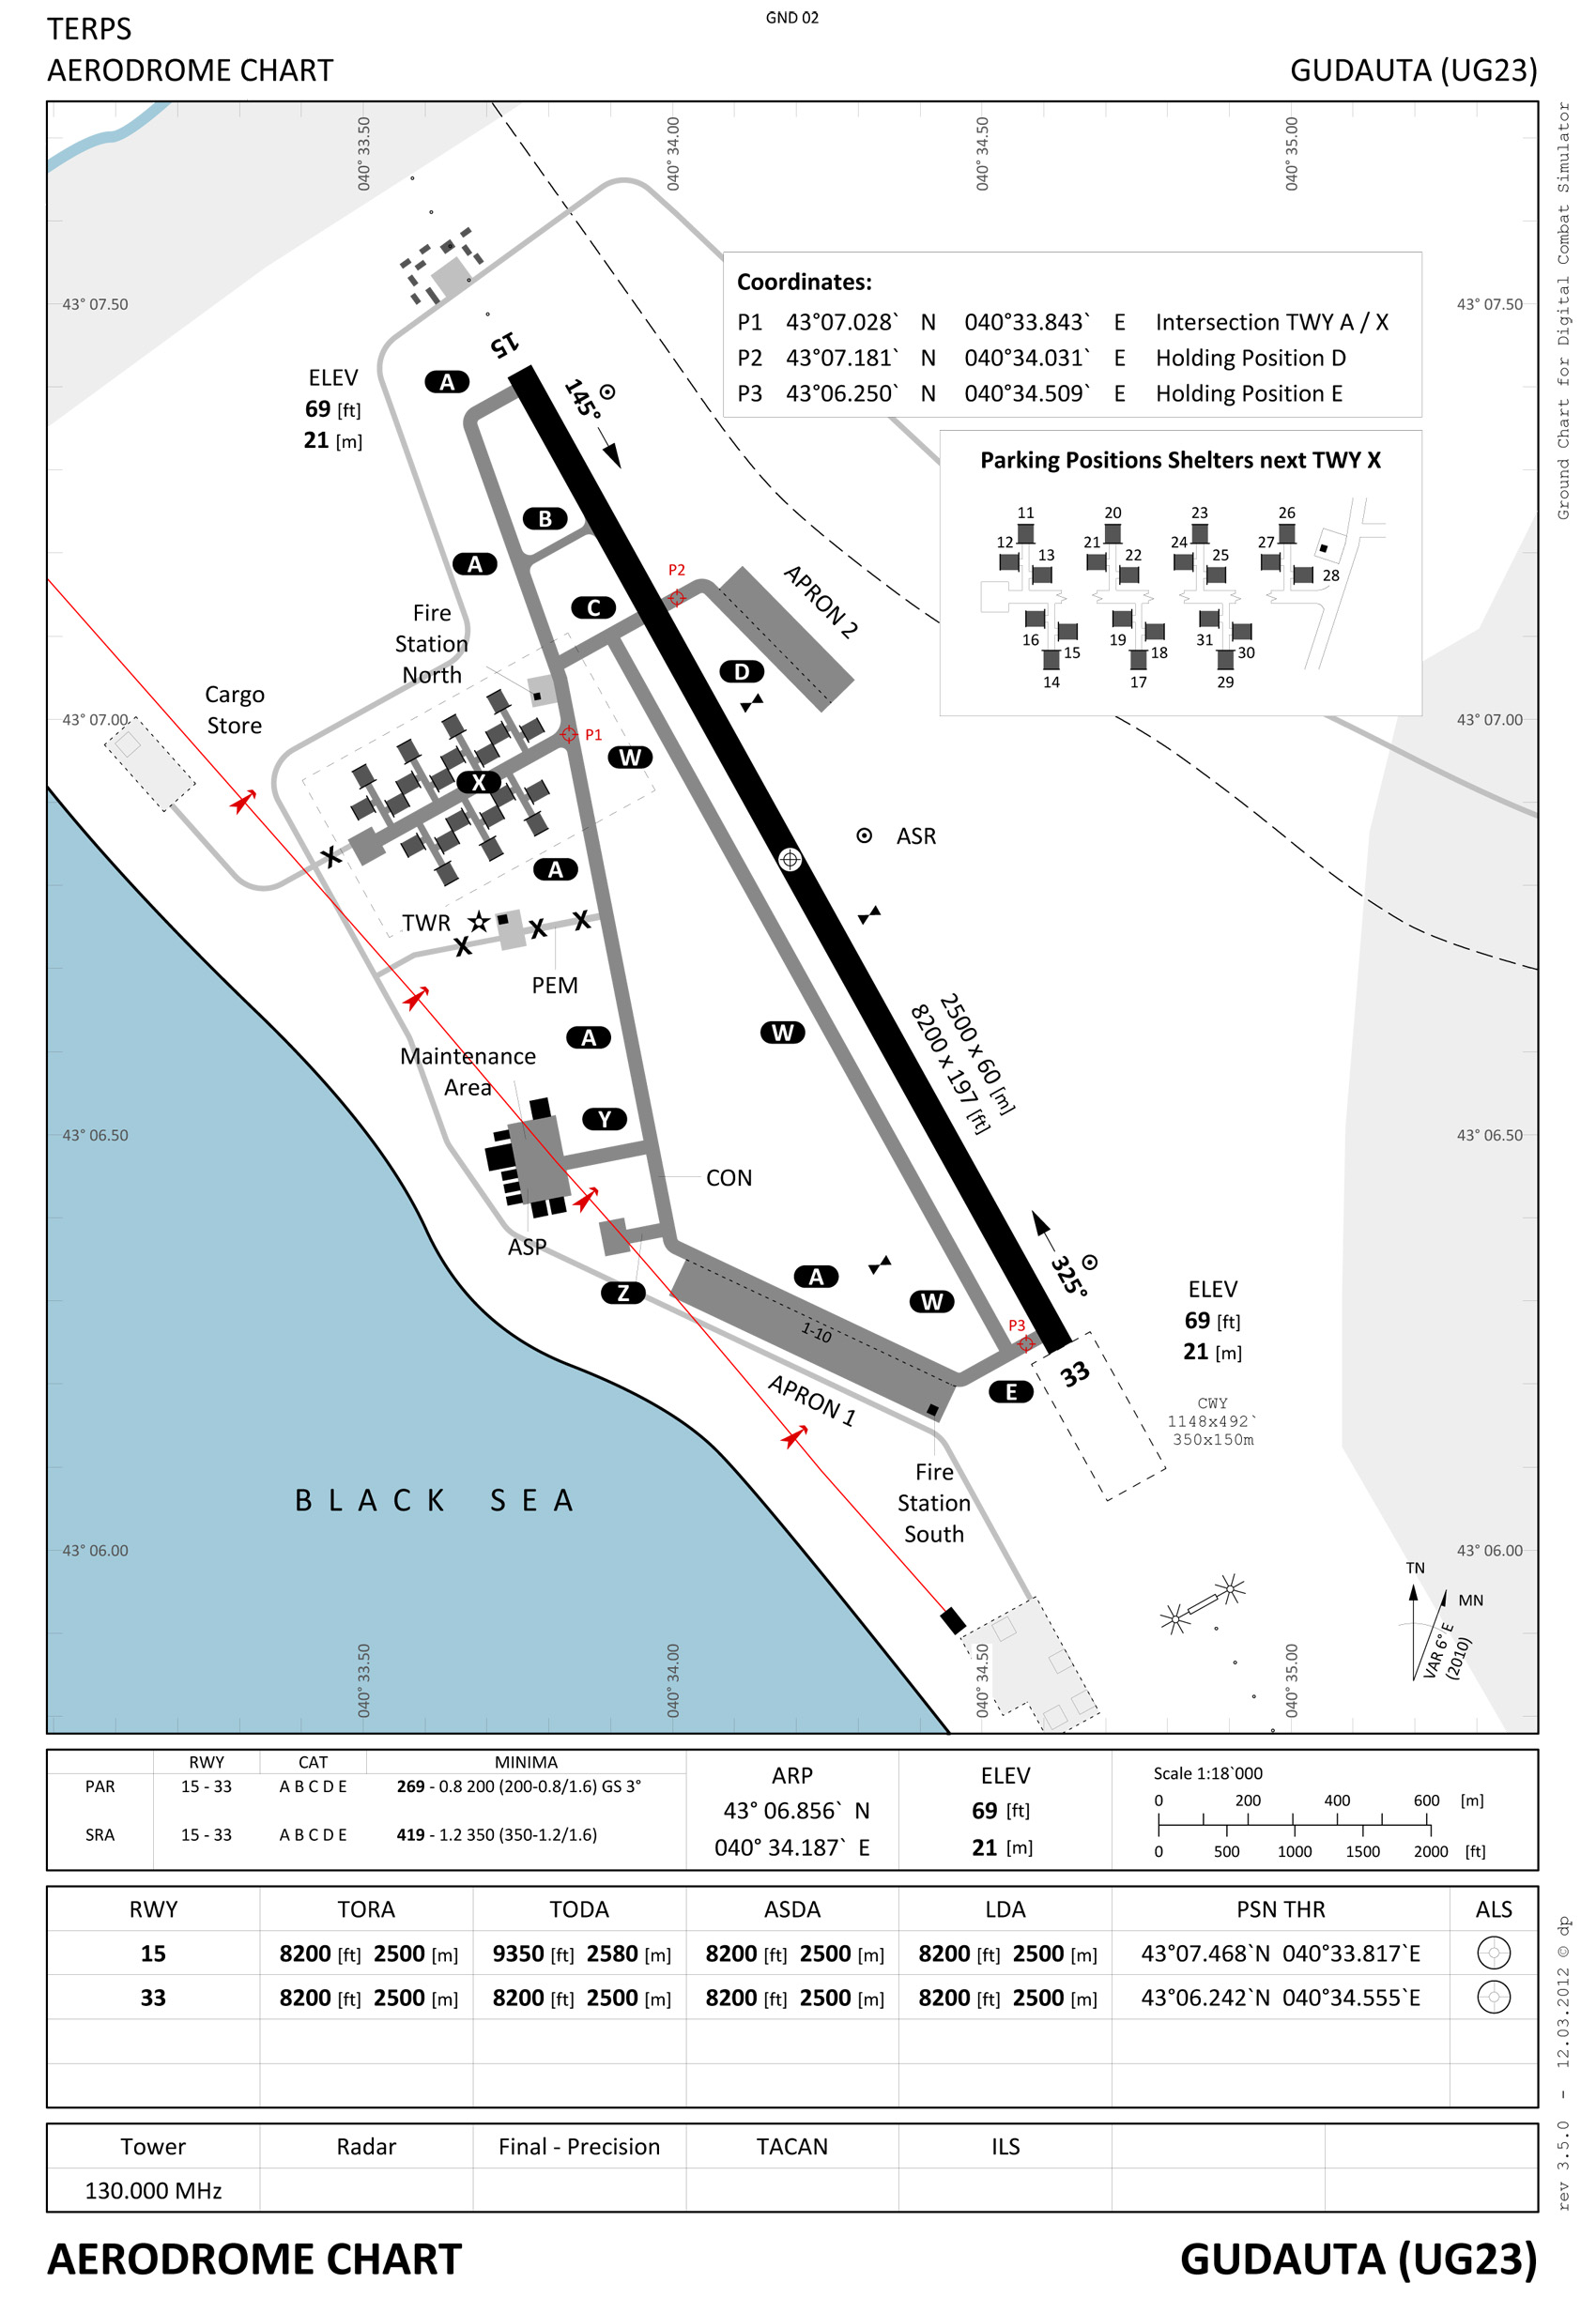 GND 02
TERPS
AERODROME CHART
GUDAUTA (UG23)
Ground Chart for Digital Combat Simulator
040° 33.50
040° 34.00
040° 34.50
040° 35.00
43° 07.50
43° 07.50
Coordinates:
P1 43°07.028` N 040°33.843` E Intersection TWY A / X
P2 43°07.181` N 040°34.031` E Holding Position D
P3 43°06.250` N 040°34.509` E Holding Position E
15
145°
ELEV
69 [ft]
21 [m]
A
B
A
C
P2
APRON 2
D
Parking Positions Shelters next TWY X
11
20
23
26
12
13
21
22
24
25
27
28
16
15
19
18
31
30
14
17
29
Fire
Station
North
Cargo
Store
43° 07.00
43° 07.00
P1
W
X
A
ASR
TWR
X
X
X
X
PEM
A
W
2500 x 60 [m]
8200 x 197 [ft]
Maintenance
Area
Y
43° 06.50
43° 06.50
CON
ASP
Z
A
W
325°
1-10
P3
33
E
APRON 1
ELEV
69 [ft]
21 [m]
CWY
1148x492`
350x150m
Fire
Station
South
BLACK SEA
43° 06.00
43° 06.00
TN
MN
VAR 6° E
(2010)
040° 33.50
040° 34.00
040° 34.50
040° 35.00
RWY CAT MINIMA
PAR 15 - 33 A B C D E 269 - 0.8 200 (200-0.8/1.6) GS 3°
SRA 15 - 33 A B C D E 419 - 1.2 350 (350-1.2/1.6)
ARP
43° 06.856` N
040° 34.187` E
ELEV
69 [ft]
21 [m]
Scale 1:18`000
0 200 400 600 [m]
0 500 1000 1500 2000 [ft]
RWY TORA TODA ASDA LDA PSN THR ALS
15 8200 [ft] 2500 [m] 9350 [ft] 2580 [m] 8200 [ft] 2500 [m] 8200 [ft] 2500 [m] 43°07.468`N 040°33.817`E
33 8200 [ft] 2500 [m] 8200 [ft] 2500 [m] 8200 [ft] 2500 [m] 8200 [ft] 2500 [m] 43°06.242`N 040°34.555`E
Tower Radar Final - Precision TACAN ILS
130.000 MHz
rev 3.5.0 - 12.03.2012 © dp
AERODROME CHART
GUDAUTA (UG23)